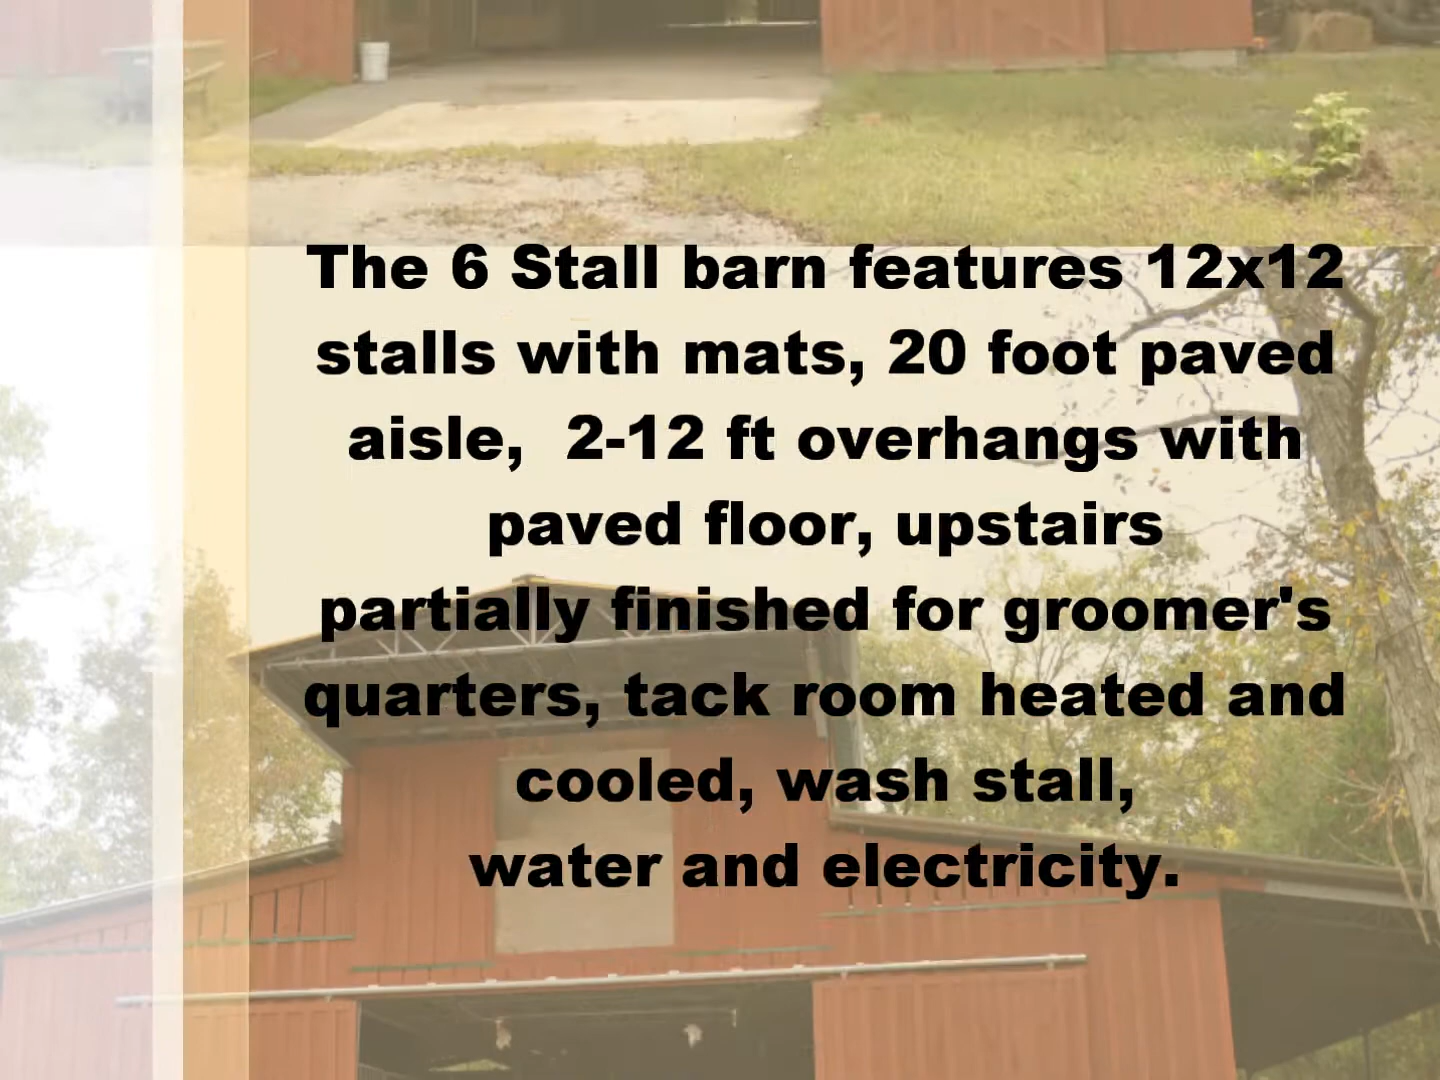 The 6 Stall barn features 12x12
stalls with mats, 20 foot paved
aisle,  2-12 ft overhangs with
paved floor, upstairs
partially finished for groomer's
quarters, tack room heated and
cooled, wash stall,
water and electricity.